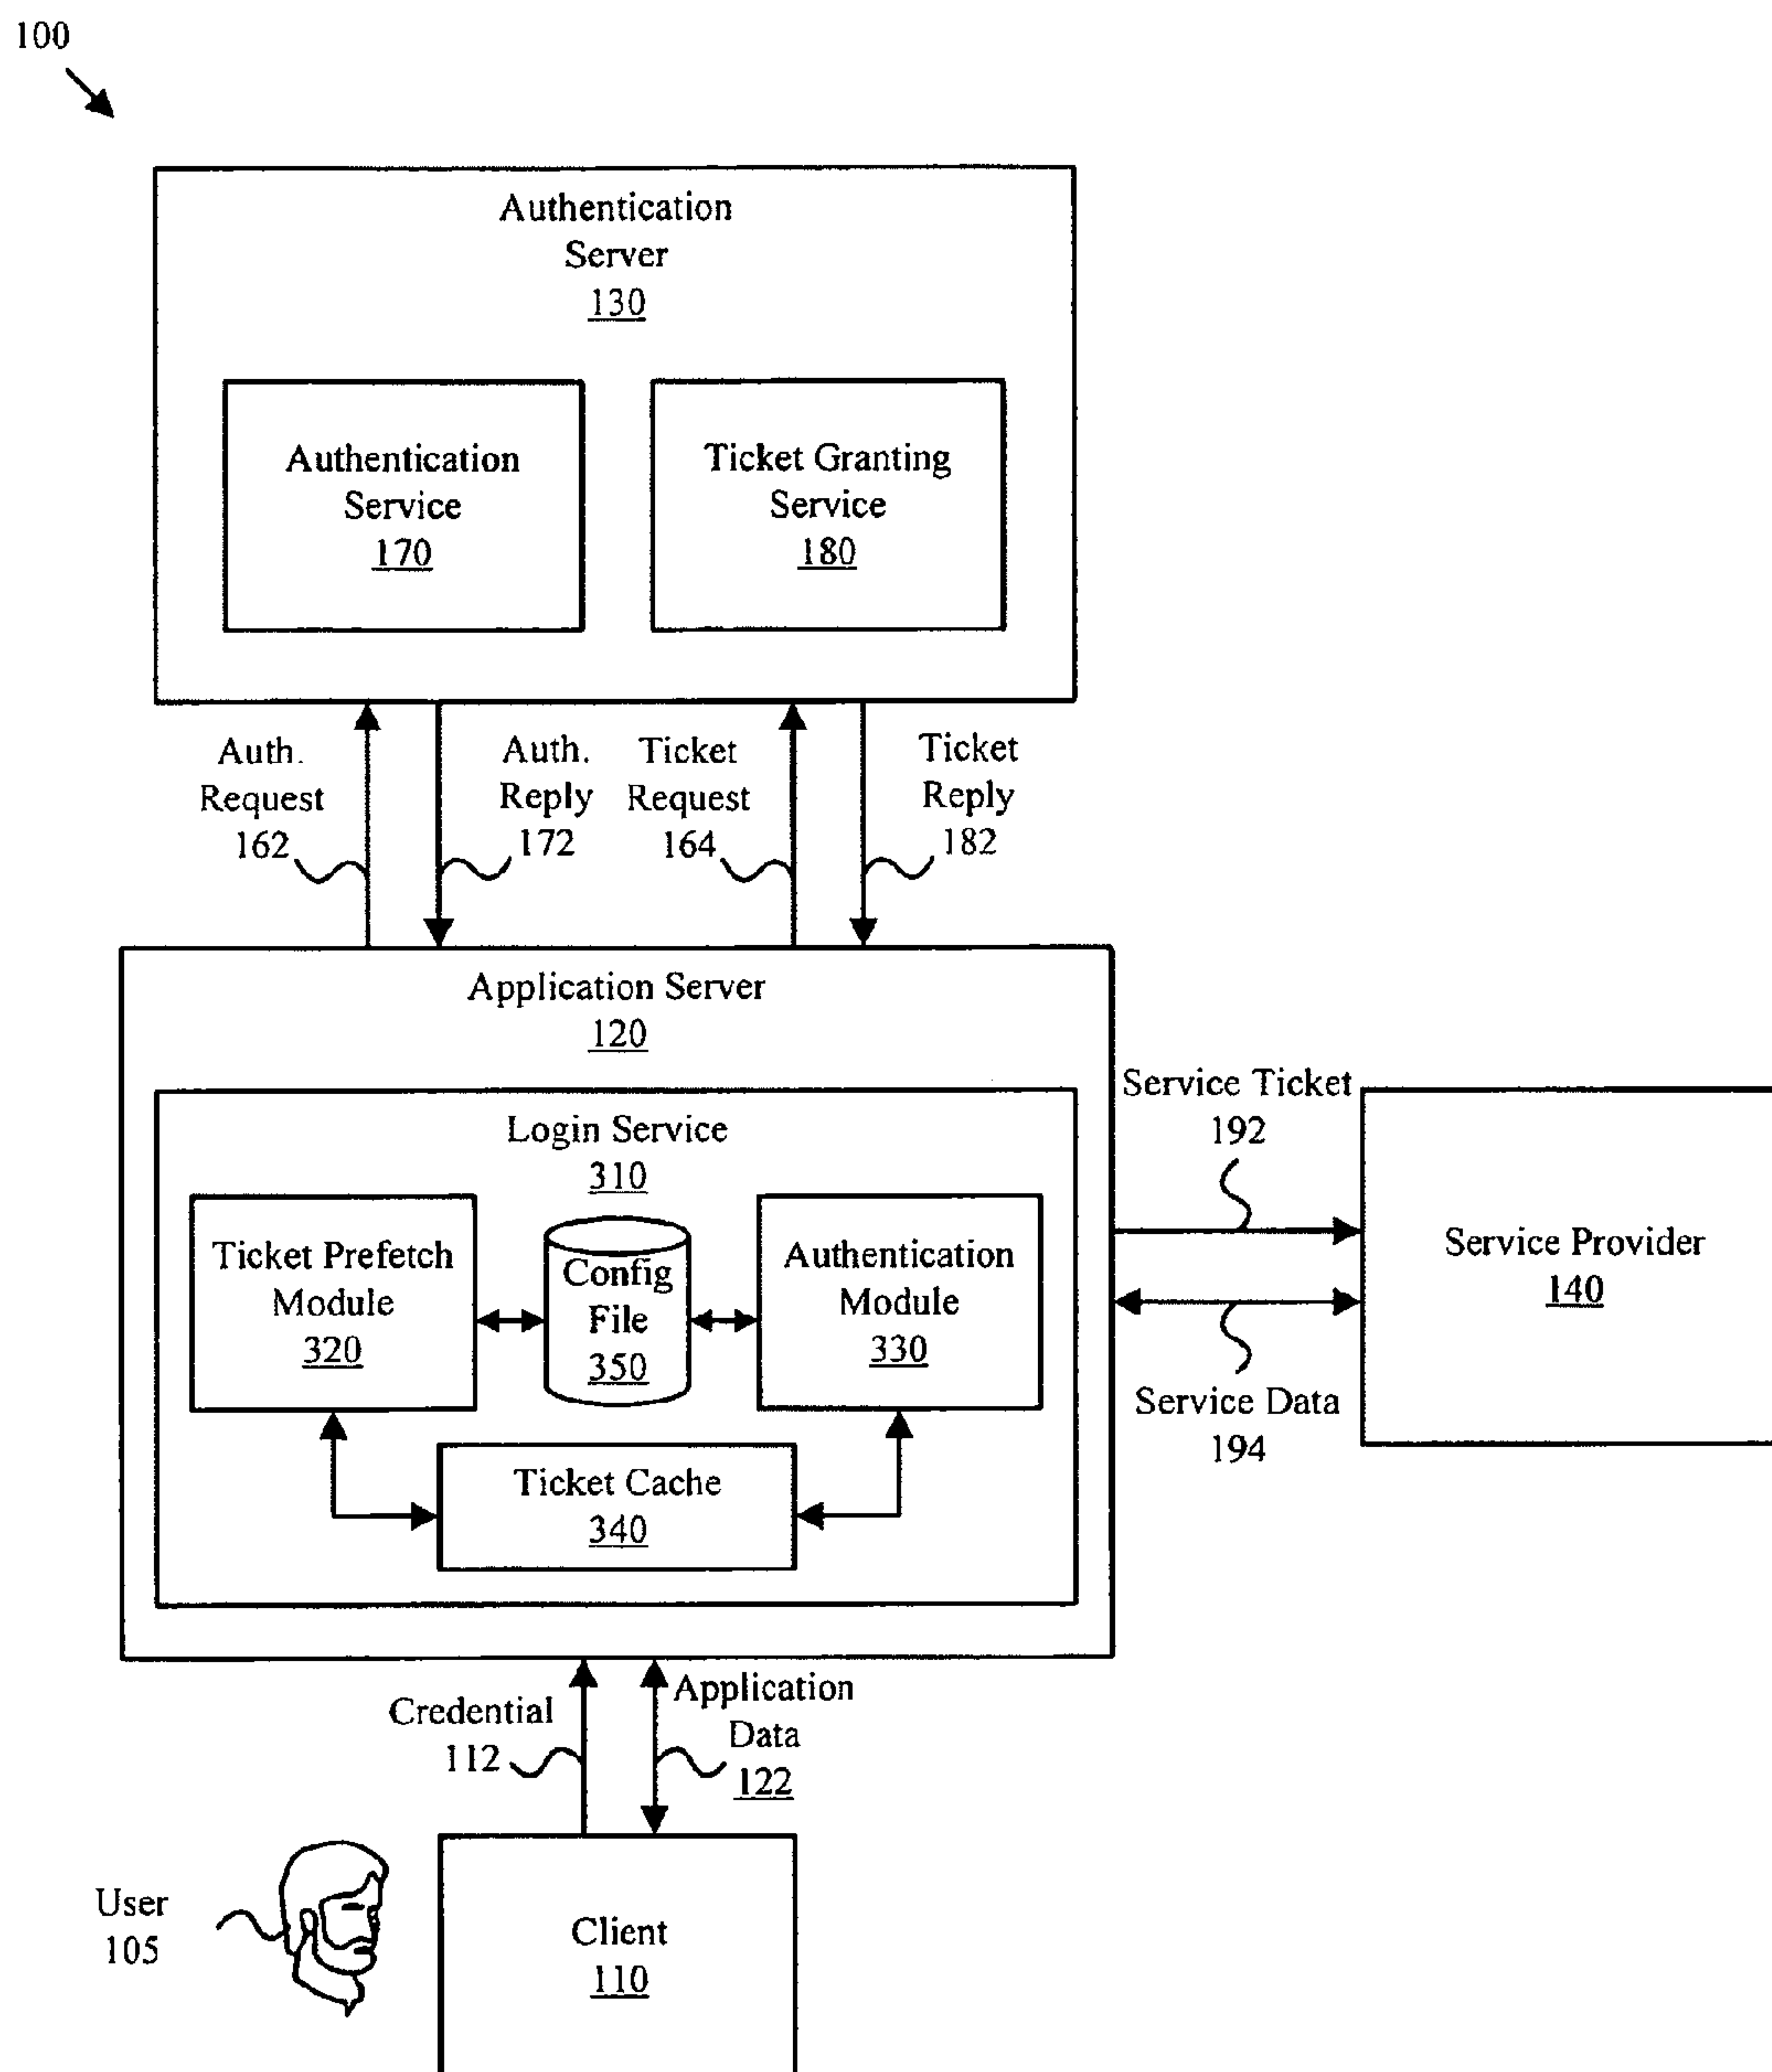 100
Authentication
Server
130
Authentication
Service
170
Ticket Granting
Service
180
Auth.
Request
162
Auth.
Reply
172
Ticket
Request
164
Ticket
Reply
182
Application Server
120
Login Service
310
Ticket Prefetch
Module
320
Config
File
350
Authentication
Module
330
Ticket Cache
340
Service Ticket
192
Service Data
194
Service Provider
140
Credential
112
Application
Data
122
User
105
Client
110